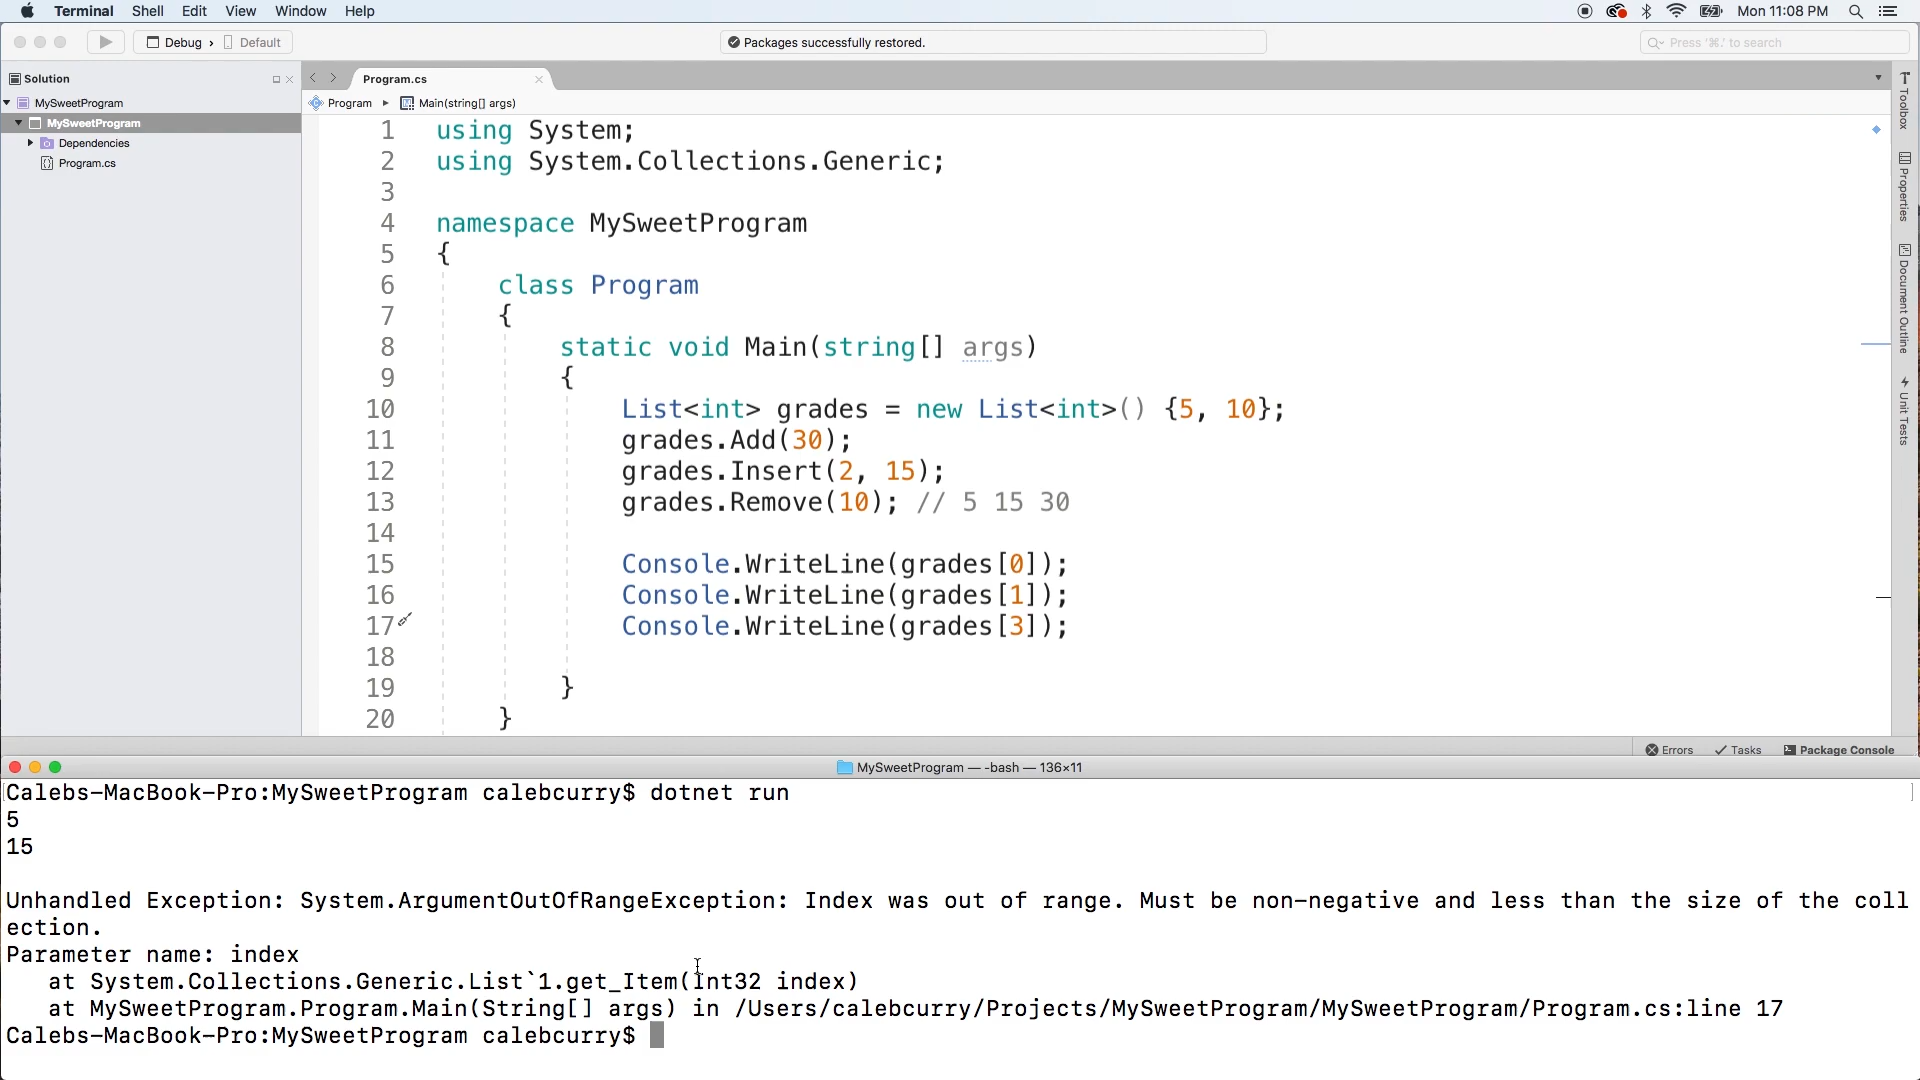 Terminal Shell Edit View Window Help Mon 11:08 PM
Debug › Default Packages successfully restored. Press '⌘.' to search
Solution
MySweetProgram
MySweetProgram
Dependencies
Program.cs
Program.cs
Program ▸ Main(string[] args)
1 using System;
2 using System.Collections.Generic;
3
4 namespace MySweetProgram
5 {
6 class Program
7 {
8 static void Main(string[] args)
9 {
10 List<int> grades = new List<int>() {5, 10};
11 grades.Add(30);
12 grades.Insert(2, 15);
13 grades.Remove(10); // 5 15 30
14
15 Console.WriteLine(grades[0]);
16 Console.WriteLine(grades[1]);
17 Console.WriteLine(grades[3]);
18
19 }
20 }
Toolbox
Properties
Document Outline
Unit Tests
Errors Tasks Package Console
MySweetProgram — -bash — 136×11
[Calebs-MacBook-Pro:MySweetProgram calebcurry$ dotnet run ]
5
15
Unhandled Exception: System.ArgumentOutOfRangeException: Index was out of range. Must be non-negative and less than the size of the coll
ection.
Parameter name: index
at System.Collections.Generic.List`1.get_Item(Int32 index)
at MySweetProgram.Program.Main(String[] args) in /Users/calebcurry/Projects/MySweetProgram/MySweetProgram/Program.cs:line 17
Calebs-MacBook-Pro:MySweetProgram calebcurry$